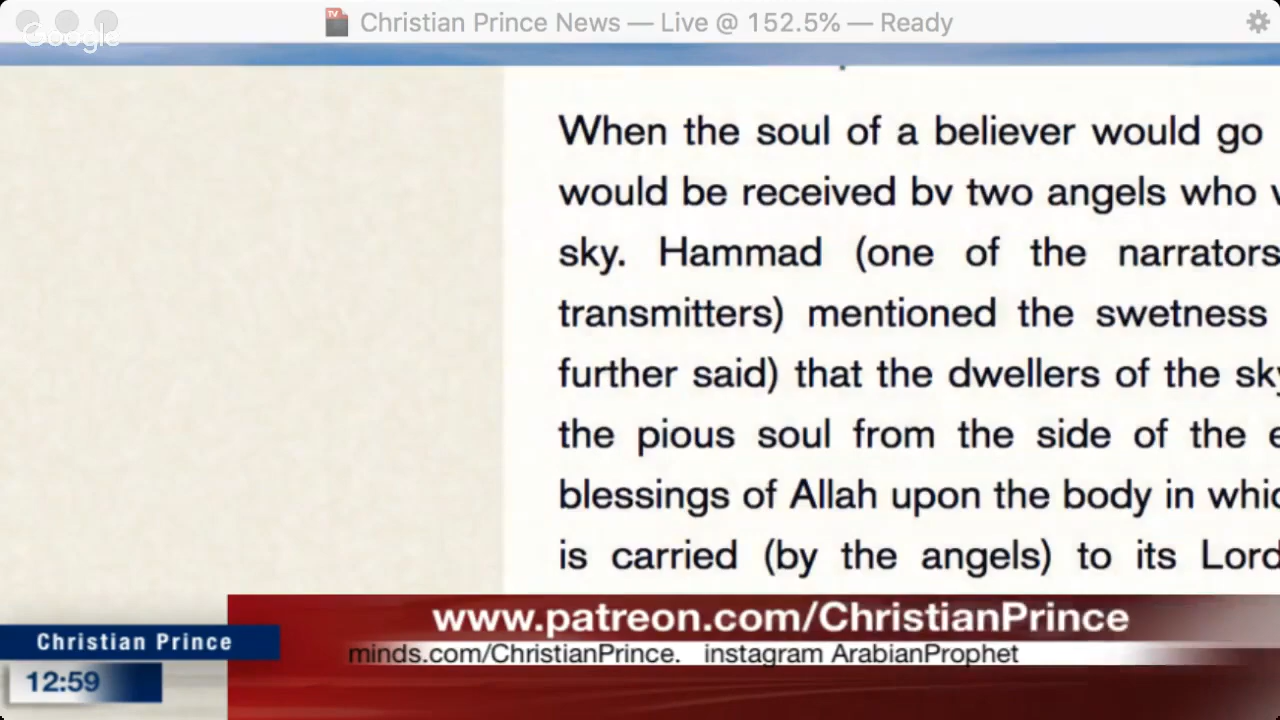 Google
Christian Prince News — Live @ 152.5% — Ready
When the soul of a believer would go
would be received bv two angels who
sky. Hammad (one of the narrators
transmitters) mentioned the swetness
further said) that the dwellers of the
the pious soul from the side of the
blessings of Allah upon the body in
is carried (by the angels) to its Lord
www.patreon.com/ChristianPrince
minds.com/ChristianPrince. instagram ArabianProphet
Christian Prince
12:59